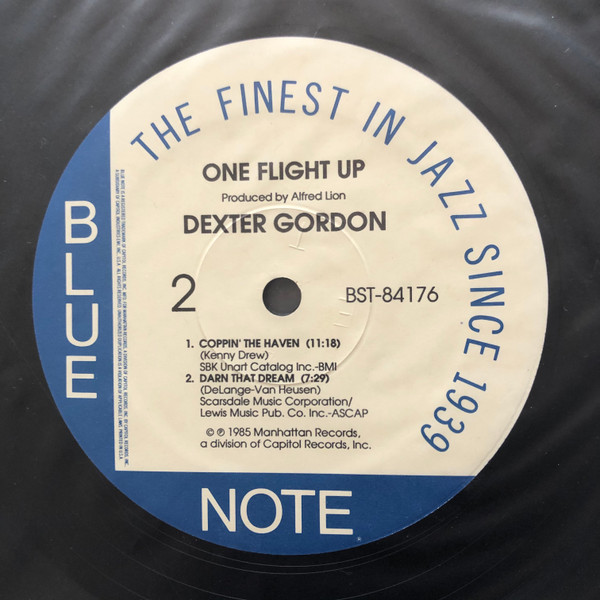 THE FINEST IN JAZZ SINCE 1939
ONE FLIGHT UP
Produced by Alfred Lion
DEXTER GORDON
2
BST-84176
1. COPPIN' THE HAVEN (11:18)
(Kenny Drew)
SBK Unart Catalog Inc.-BMI
2. DARN THAT DREAM (7:29)
(DeLange-Van Heusen)
Scarsdale Music Corporation/
Lewis Music Pub. Co. Inc.-ASCAP
© ℗ 1985 Manhattan Records,
a division of Capitol Records, Inc.
BLUE
NOTE